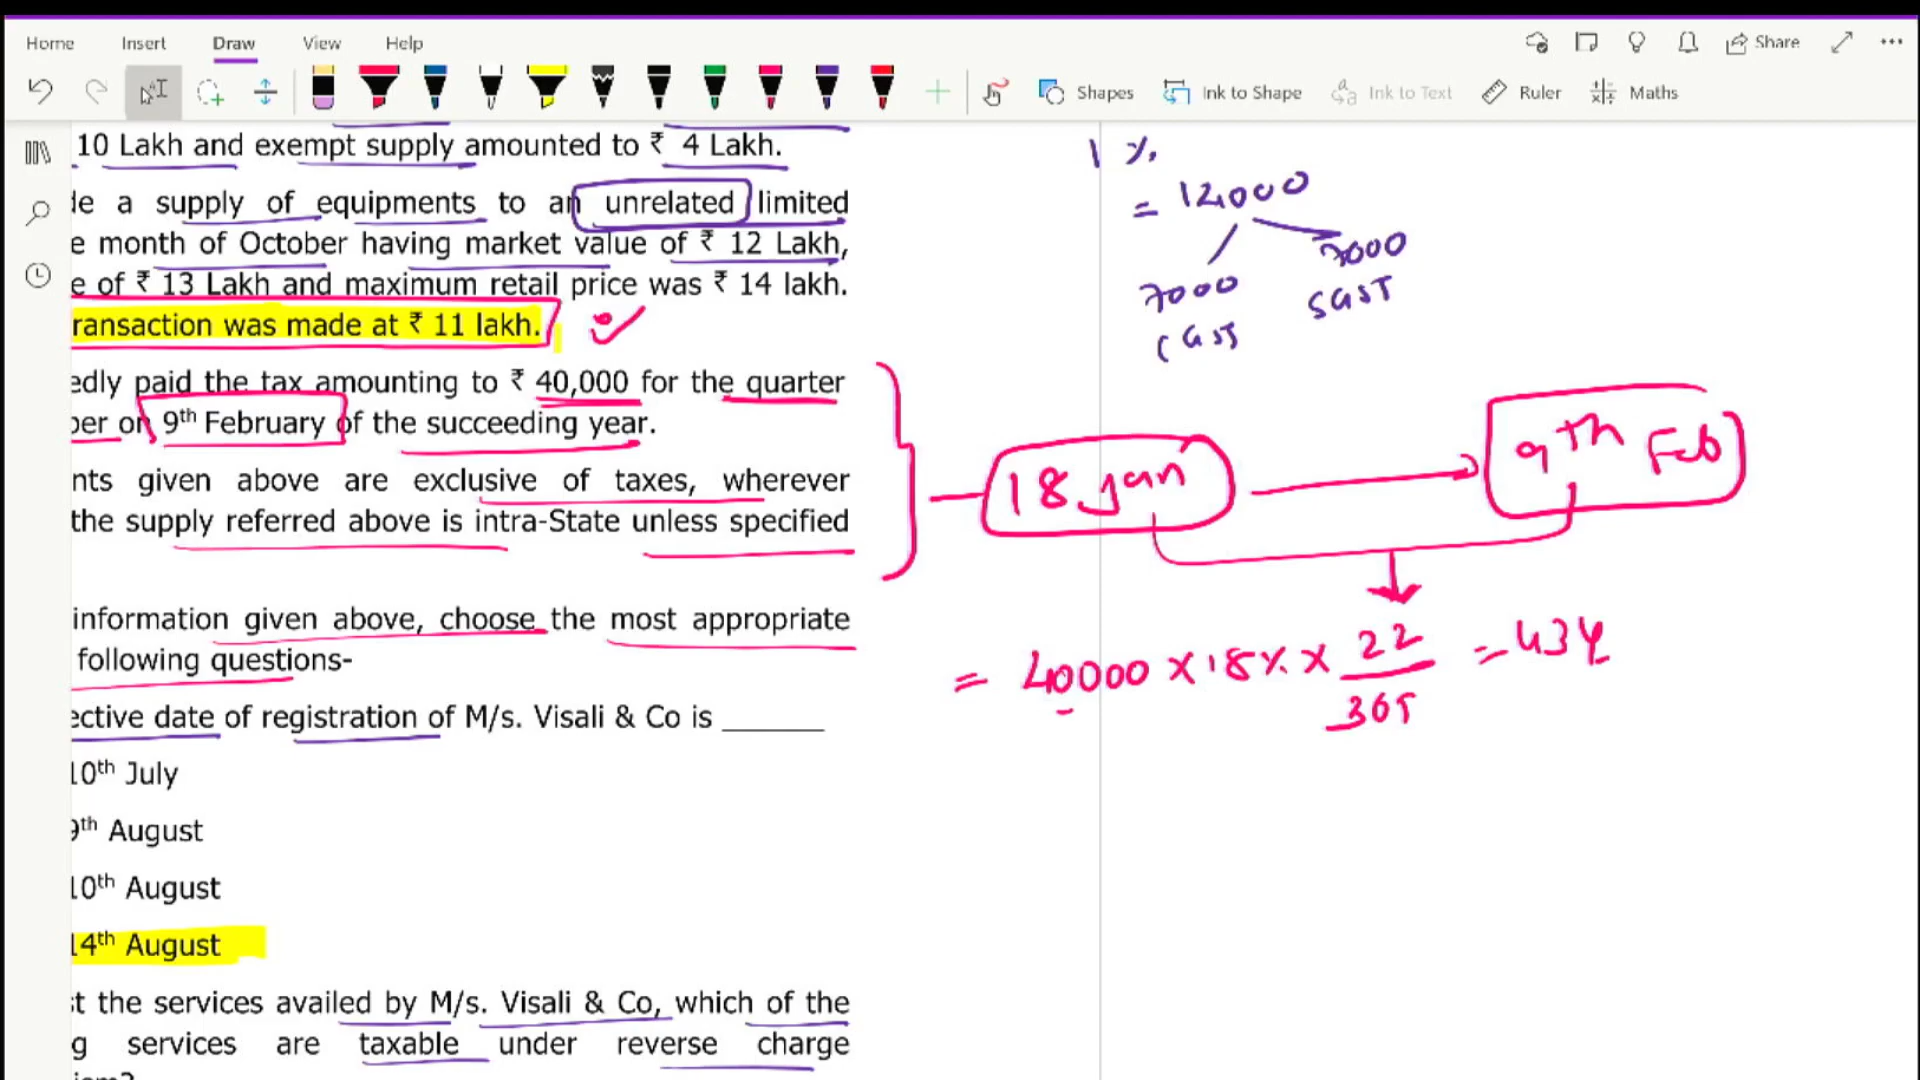 Home Insert Draw View Help Share
Shapes Ink to Shape Ink to Text Ruler Maths
10 Lakh and exempt supply amounted to ₹ 4 Lakh.
de a supply of equipments to an unrelated limited
e month of October having market value of ₹ 12 Lakh,
e of ₹ 13 Lakh and maximum retail price was ₹ 14 lakh.
ransaction was made at ₹ 11 lakh.
edly paid the tax amounting to ₹ 40,000 for the quarter
ber on 9th February of the succeeding year.
nts given above are exclusive of taxes, wherever
the supply referred above is intra-State unless specified
information given above, choose the most appropriate
following questions-
ective date of registration of M/s. Visali & Co is ______
10th July
9th August
10th August
14th August
st the services availed by M/s. Visali & Co, which of the
g services are taxable under reverse charge
1 %
= 14000
7000 7000
CGST SGST
18 Jan 9th Feb
= 40000 × 18% × 22/365 = 434